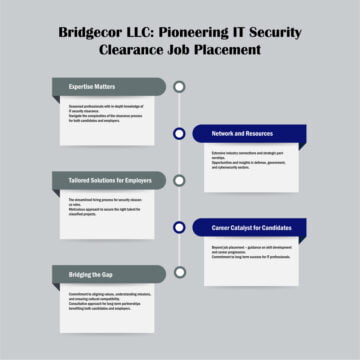 Bridgecor LLC: Pioneering IT Security
Clearance Job Placement
Expertise Matters
Seasoned professionals with in-depth knowledge of
IT security clearance.
Navigate the complexities of the clearance process
for both candidates and employers.
Network and Resources
Extensive industry connections and strategic part-
nerships.
Opportunities and insights in defense, government,
and cybersecurity sectors.
Tailored Solutions for Employers
The streamlined hiring process for security clearan-
ce roles.
Meticulous approach to secure the right talent for
classified projects.
Career Catalyst for Candidates
Beyond job placement – guidance on skill development
and career progression.
Commitment to long-term success for IT professionals.
Bridging the Gap
Commitment to aligning values, understanding missions,
and ensuring cultural compatibility.
Consultative approach for long-term partnerships
benefiting both candidates and employers.